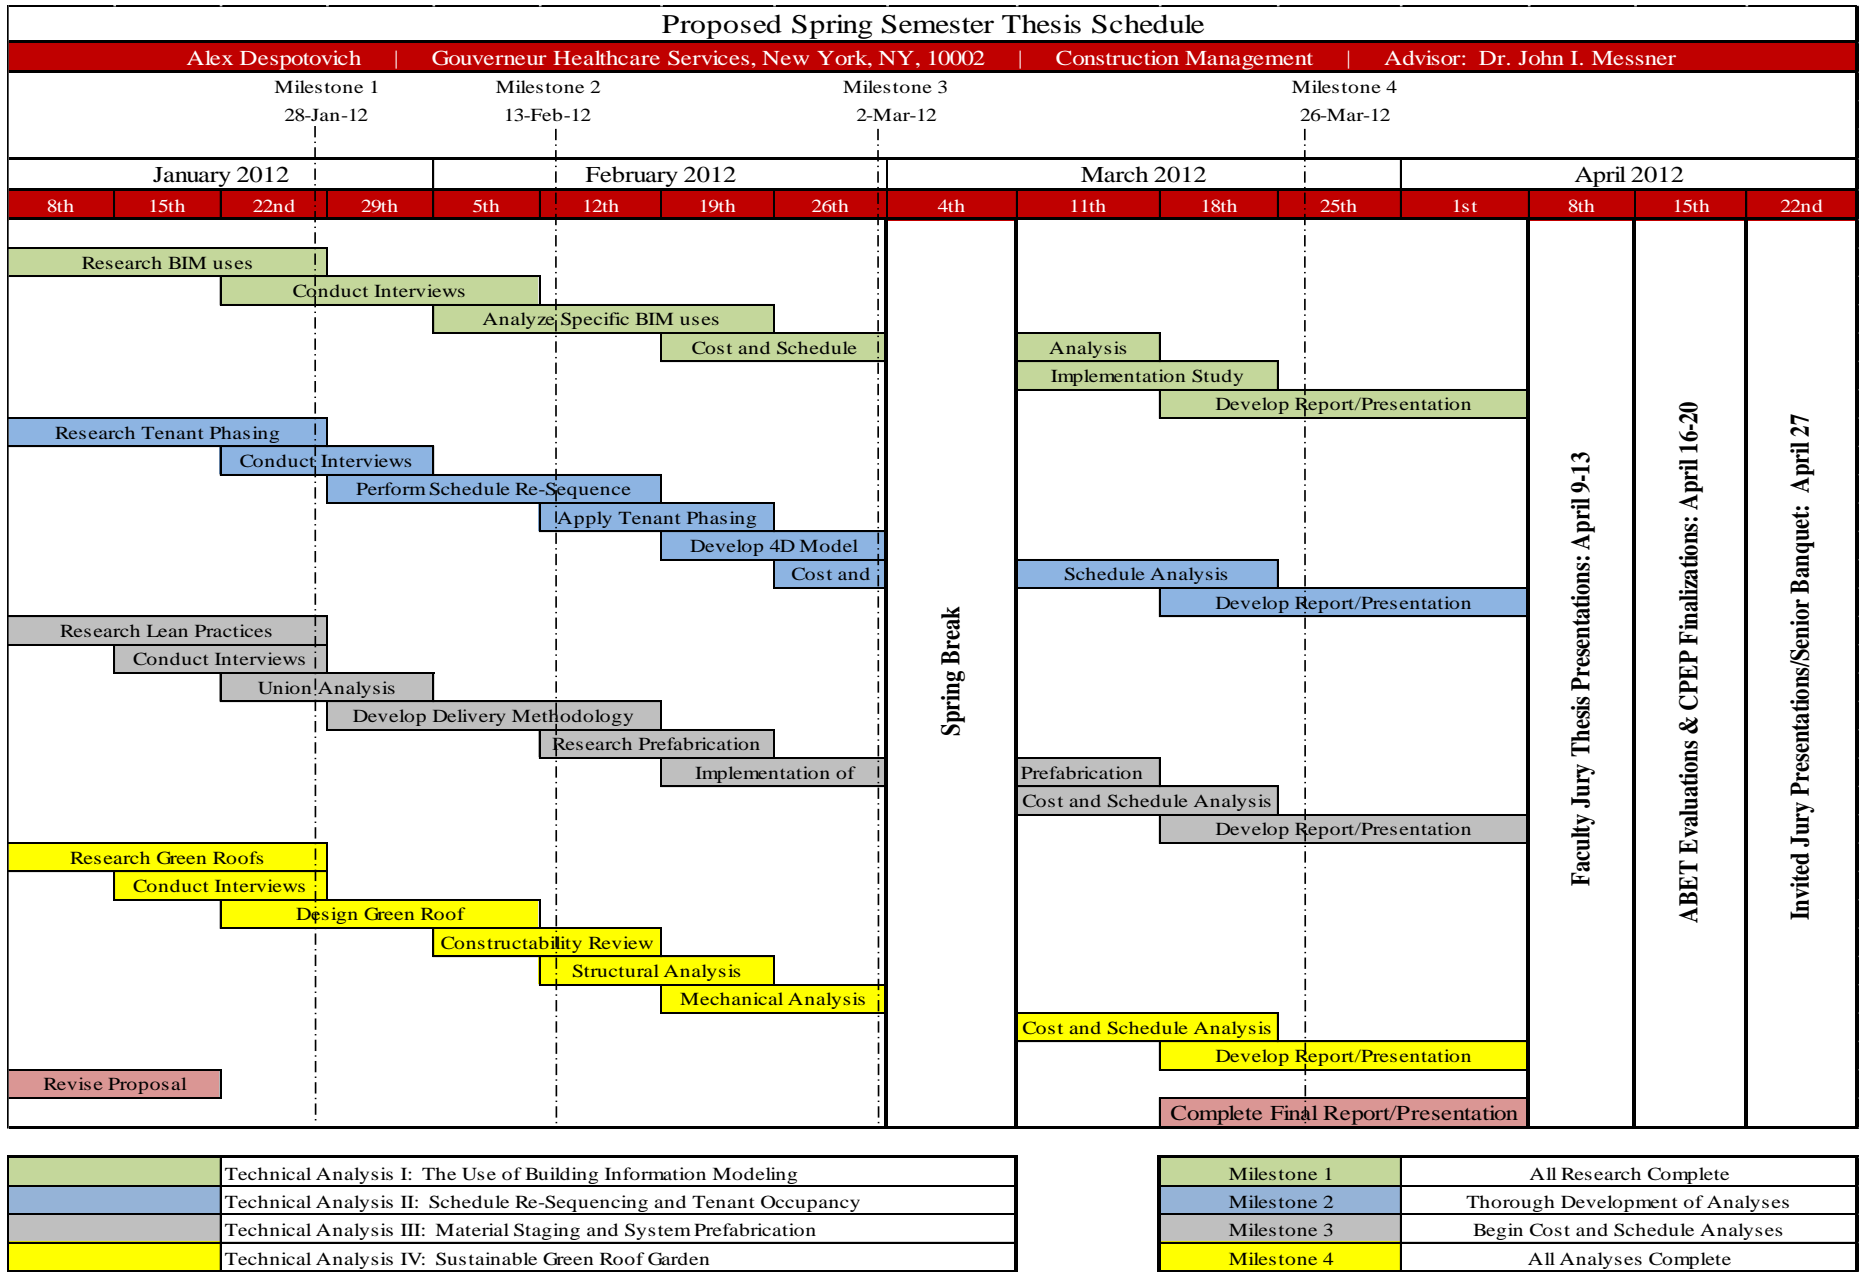 Proposed Spring Semester Thesis Schedule
Alex Despotovich | Gouverneur Healthcare Services, New York, NY, 10002 | Construction Management | Advisor: Dr. John I. Messner
Milestone 1 Milestone 2 Milestone 3 Milestone 4
28-Jan-12 13-Feb-12 2-Mar-12 26-Mar-12
January 2012 February 2012 March 2012 April 2012
8th 15th 22nd 29th 5th 12th 19th 26th 4th 11th 18th 25th 1st 8th 15th 22nd
Research BIM uses
Conduct Interviews
Analyze Specific BIM uses
Cost and Schedule Analysis
Implementation Study
Develop Report/Presentation
Research Tenant Phasing
Conduct Interviews
Perform Schedule Re-Sequence
Apply Tenant Phasing
Develop 4D Model
Cost and Schedule Analysis
Develop Report/Presentation
Research Lean Practices
Conduct Interviews
Union Analysis
Develop Delivery Methodology
Research Prefabrication
Implementation of Prefabrication
Cost and Schedule Analysis
Develop Report/Presentation
Research Green Roofs
Conduct Interviews
Design Green Roof
Constructability Review
Structural Analysis
Mechanical Analysis
Cost and Schedule Analysis
Develop Report/Presentation
Revise Proposal
Complete Final Report/Presentation
Spring Break
Faculty Jury Thesis Presentations: April 9-13
ABET Evaluations & CPEP Finalizations: April 16-20
Invited Jury Presentations/Senior Banquet: April 27
Technical Analysis I: The Use of Building Information Modeling
Technical Analysis II: Schedule Re-Sequencing and Tenant Occupancy
Technical Analysis III: Material Staging and System Prefabrication
Technical Analysis IV: Sustainable Green Roof Garden
Milestone 1 All Research Complete
Milestone 2 Thorough Development of Analyses
Milestone 3 Begin Cost and Schedule Analyses
Milestone 4 All Analyses Complete